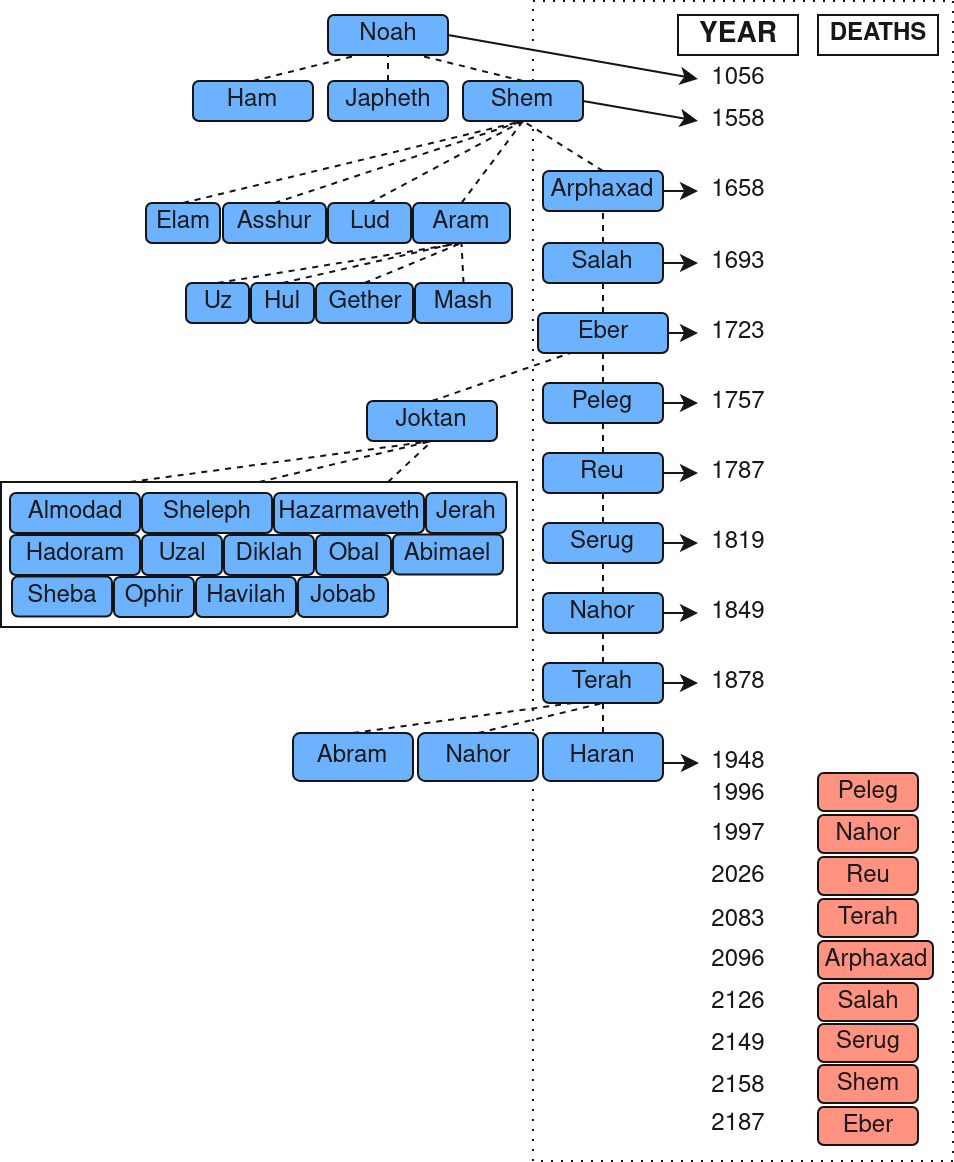 Noah YEAR DEATHS
1056
Ham Japheth Shem
1558
Arphaxad 1658
Elam Asshur Lud Aram
Salah 1693
Uz Hul Gether Mash
Eber 1723
Peleg 1757
Joktan
Reu 1787
Almodad Sheleph Hazarmaveth Jerah
Serug 1819
Hadoram Uzal Diklah Obal Abimael
Sheba Ophir Havilah Jobab
Nahor 1849
Terah 1878
Abram Nahor Haran 1948
1996 Peleg
1997 Nahor
2026 Reu
2083 Terah
2096 Arphaxad
2126 Salah
2149 Serug
2158 Shem
2187 Eber